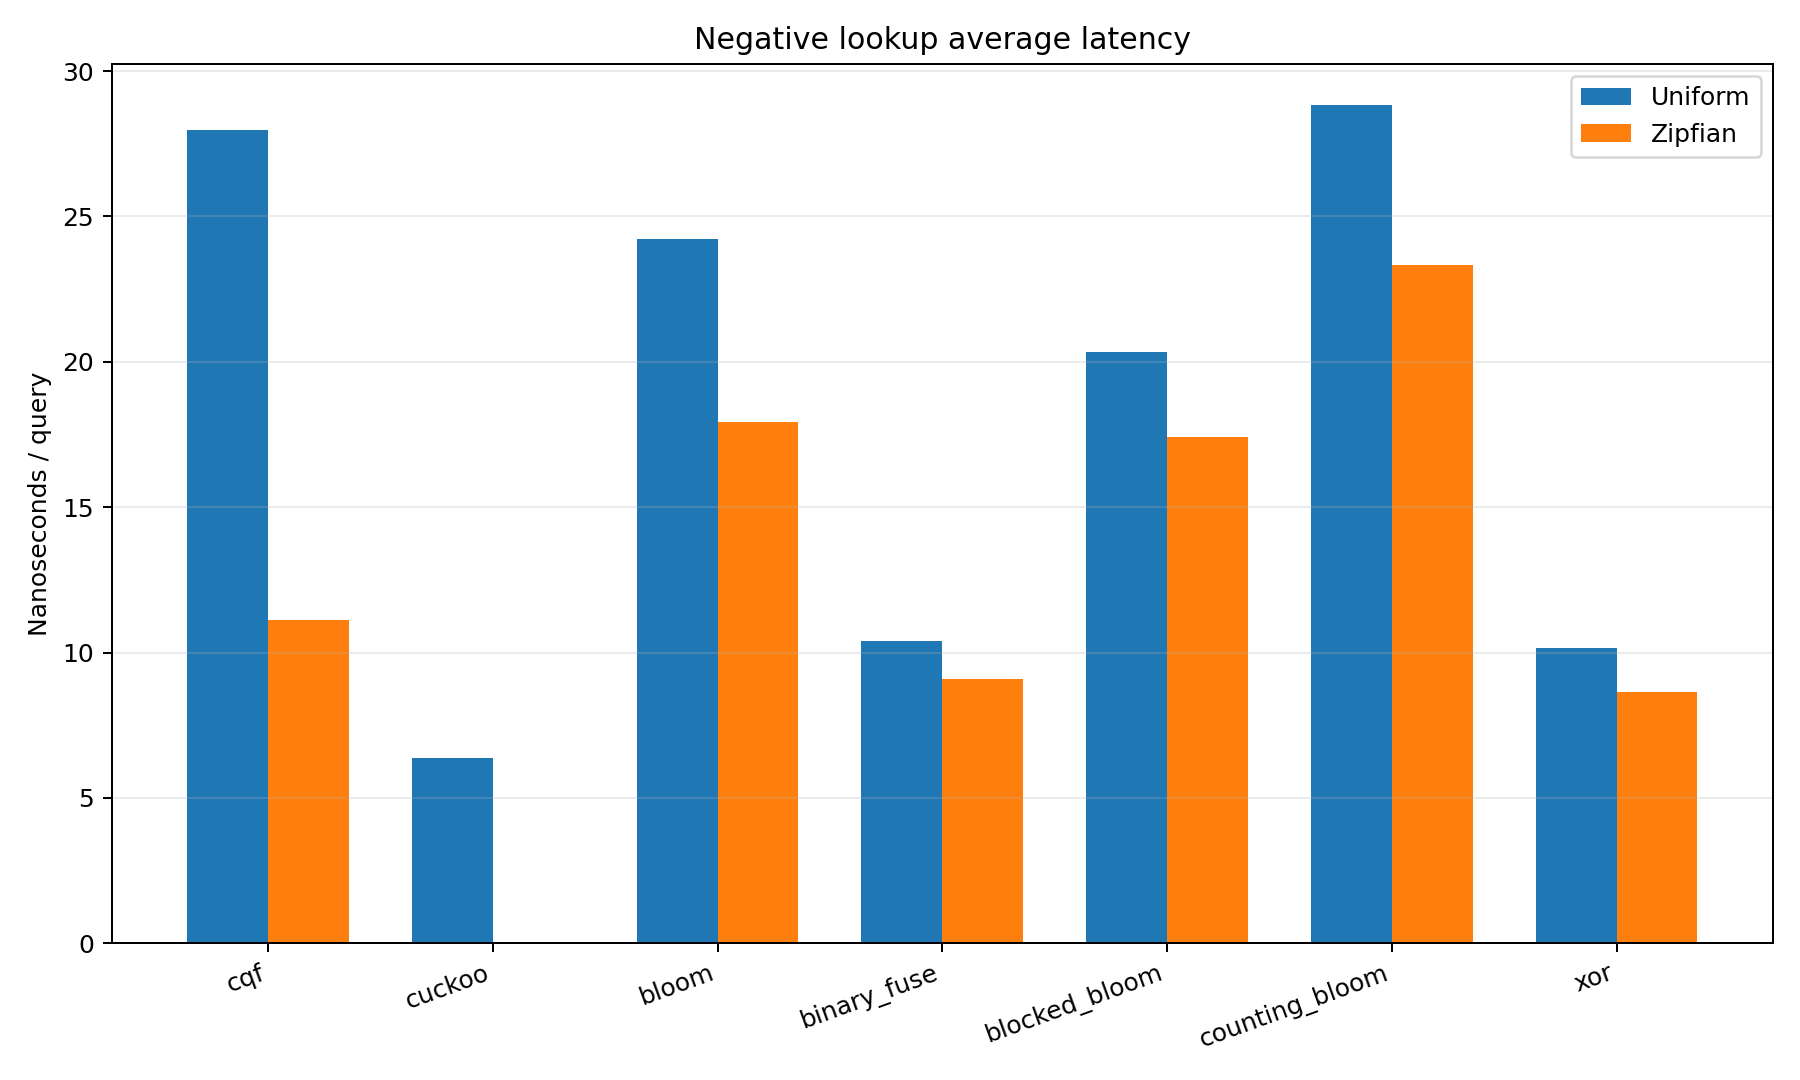 Negative lookup average latency
Nanoseconds / query
30
25
20
15
10
5
0
Uniform
Zipfian
cqf
cuckoo
bloom
binary_fuse
blocked_bloom
counting_bloom
xor